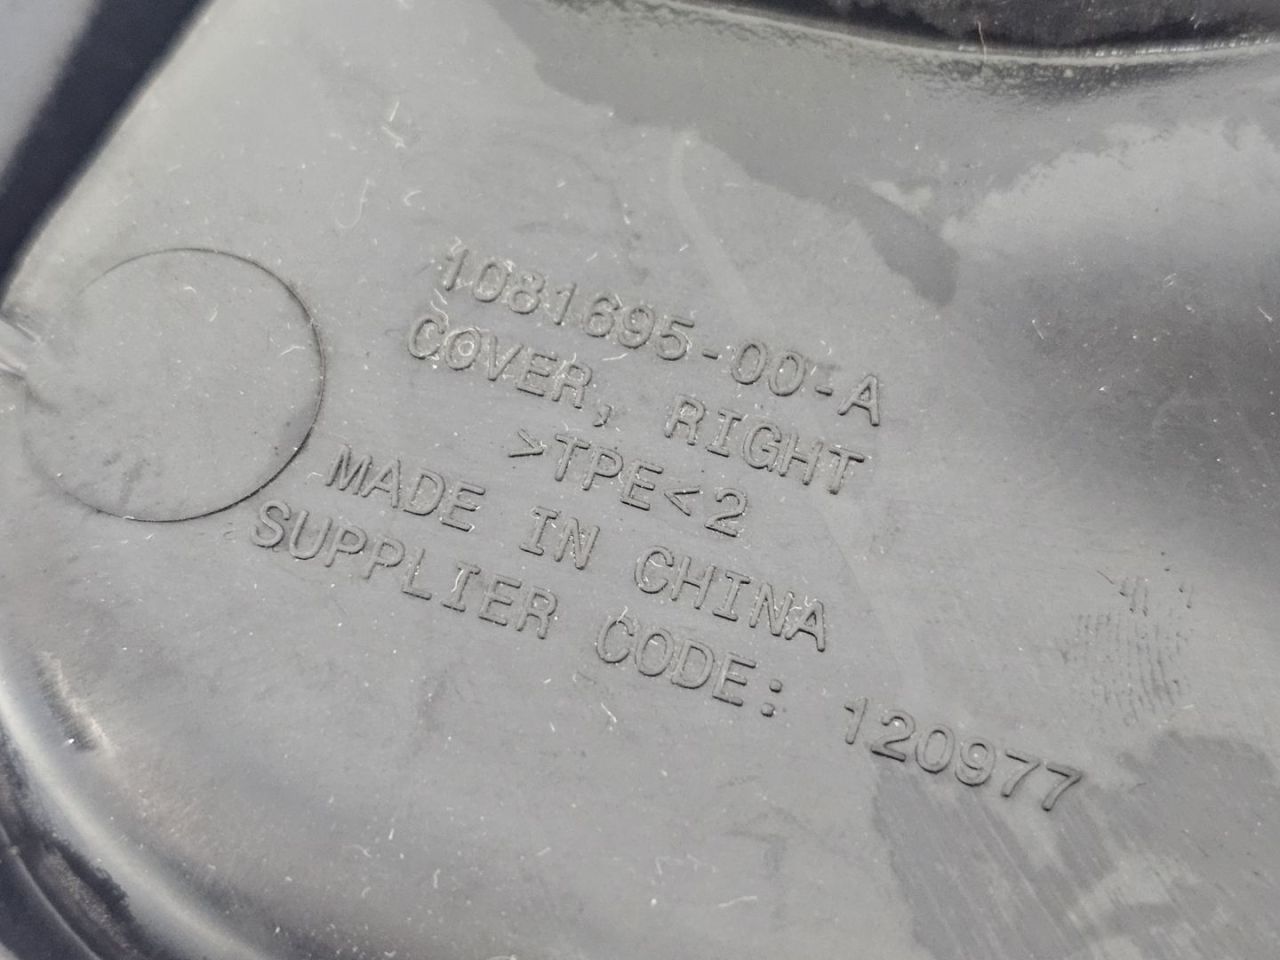 1081695-00-A
COVER, RIGHT
>TPE<2
MADE IN CHINA
SUPPLIER CODE: 120977